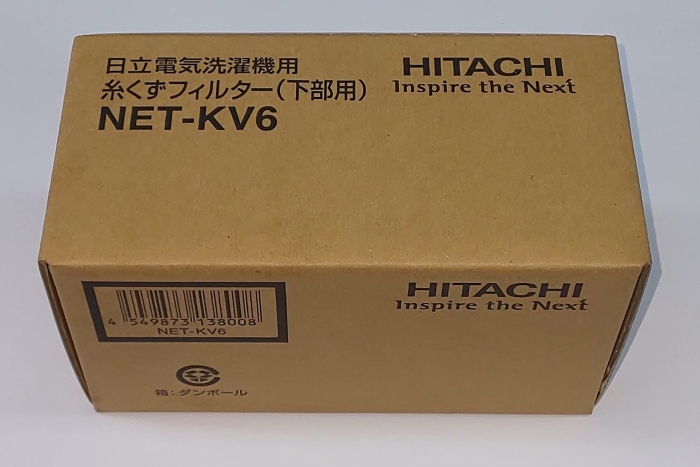 日立電気洗濯機用
糸くずフィルター(下部用)
NET-KV6
HITACHI
Inspire the Next
HITACHI
Inspire the Next
4 549873 138008
NET-KV6
箱:ダンボール